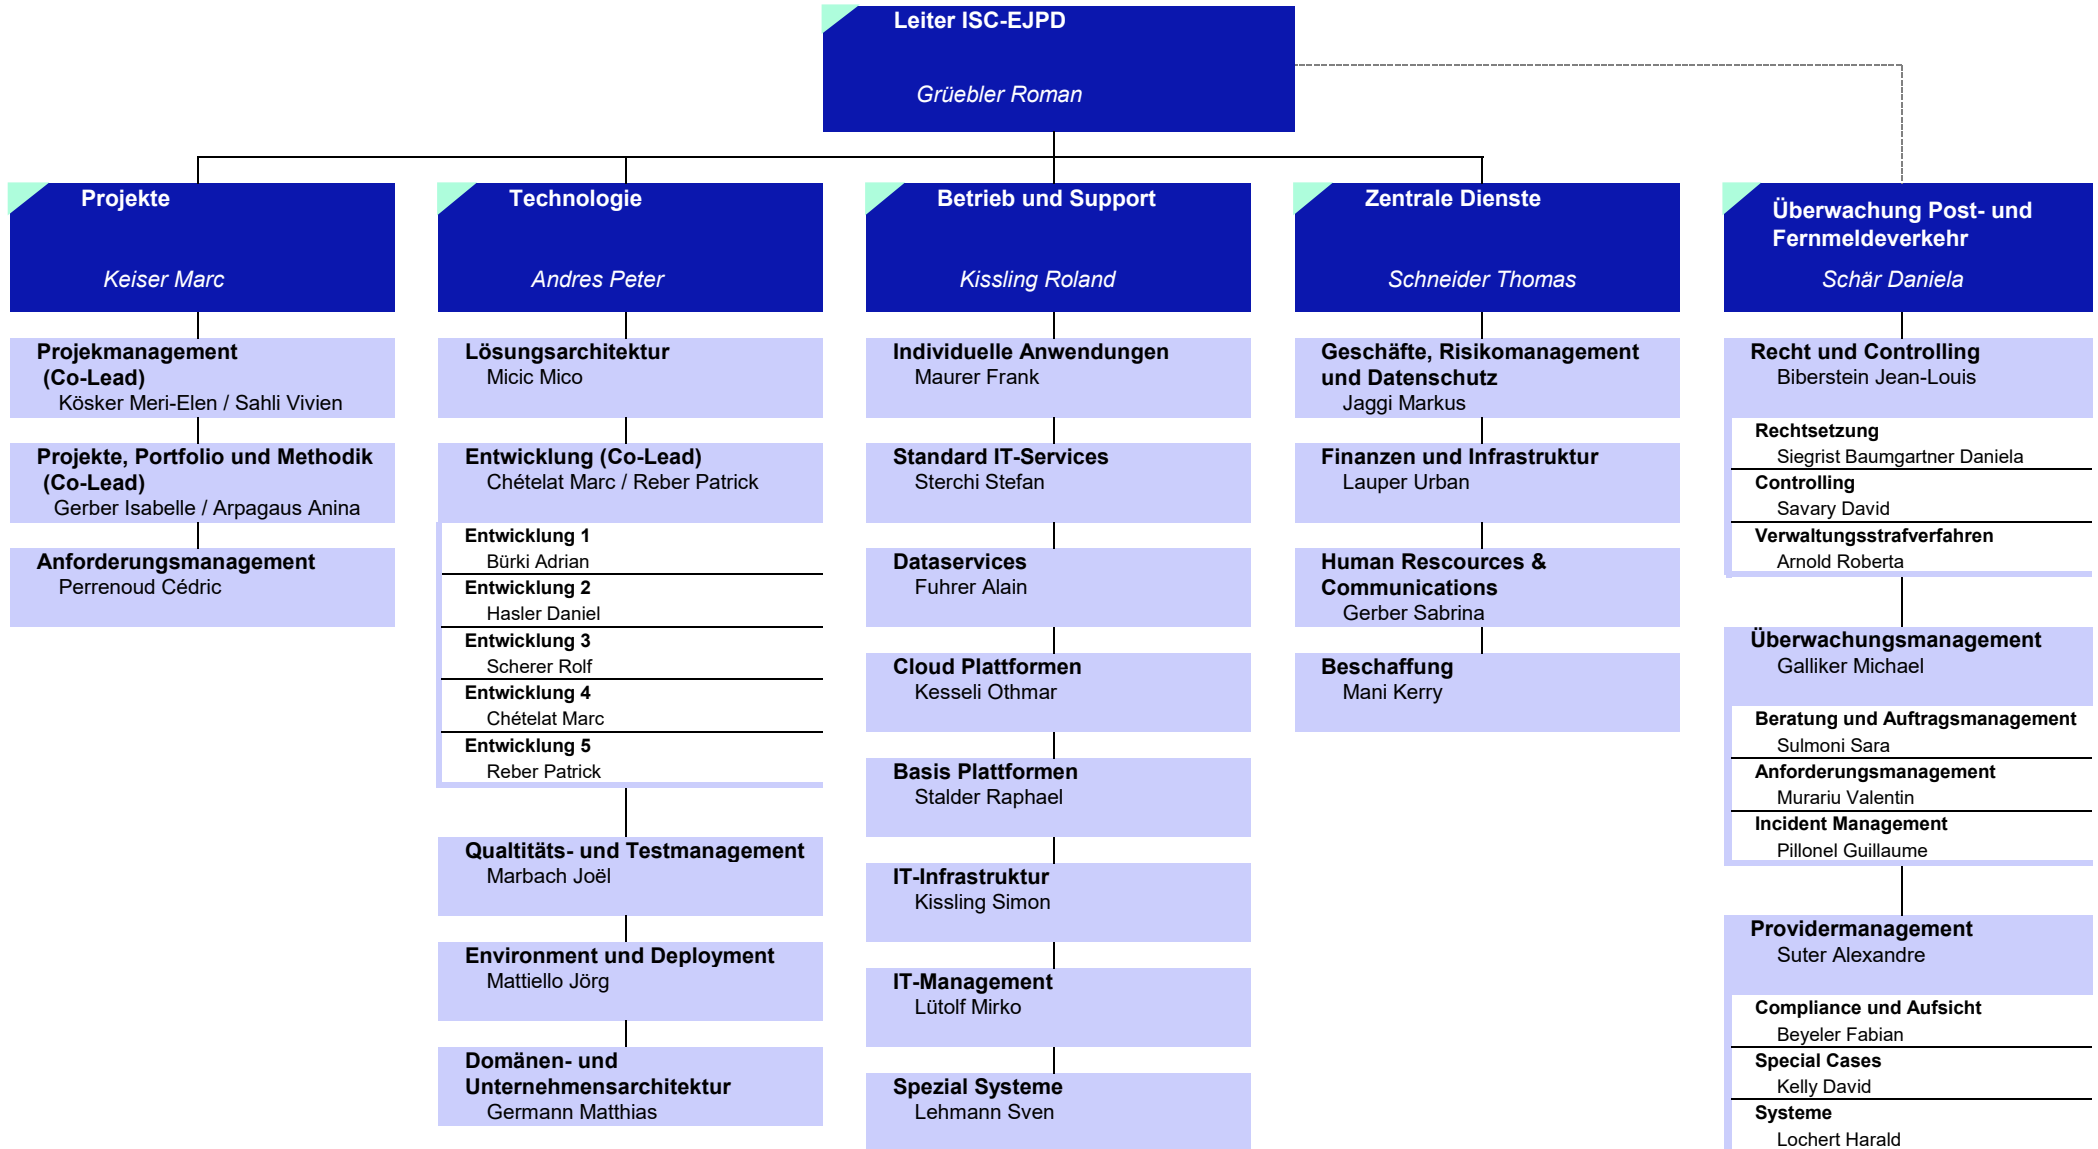 Leiter ISC-EJPD
Grüebler Roman
Projekte
Keiser Marc
Projekmanagement
(Co-Lead)
Kösker Meri-Elen / Sahli Vivien
Projekte, Portfolio und Methodik
(Co-Lead)
Gerber Isabelle / Arpagaus Anina
Anforderungsmanagement
Perrenoud Cédric
Technologie
Andres Peter
Lösungsarchitektur
Micic Mico
Entwicklung (Co-Lead)
Chételat Marc / Reber Patrick
Entwicklung 1
Bürki Adrian
Entwicklung 2
Hasler Daniel
Entwicklung 3
Scherer Rolf
Entwicklung 4
Chételat Marc
Entwicklung 5
Reber Patrick
Qualtitäts- und Testmanagement
Marbach Joël
Environment und Deployment
Mattiello Jörg
Domänen- und
Unternehmensarchitektur
Germann Matthias
Betrieb und Support
Kissling Roland
Individuelle Anwendungen
Maurer Frank
Standard IT-Services
Sterchi Stefan
Dataservices
Fuhrer Alain
Cloud Plattformen
Kesseli Othmar
Basis Plattformen
Stalder Raphael
IT-Infrastruktur
Kissling Simon
IT-Management
Lütolf Mirko
Spezial Systeme
Lehmann Sven
Zentrale Dienste
Schneider Thomas
Geschäfte, Risikomanagement
und Datenschutz
Jaggi Markus
Finanzen und Infrastruktur
Lauper Urban
Human Rescources &
Communications
Gerber Sabrina
Beschaffung
Mani Kerry
Überwachung Post- und
Fernmeldeverkehr
Schär Daniela
Recht und Controlling
Biberstein Jean-Louis
Rechtsetzung
Siegrist Baumgartner Daniela
Controlling
Savary David
Verwaltungsstrafverfahren
Arnold Roberta
Überwachungsmanagement
Galliker Michael
Beratung und Auftragsmanagement
Sulmoni Sara
Anforderungsmanagement
Murariu Valentin
Incident Management
Pillonel Guillaume
Providermanagement
Suter Alexandre
Compliance und Aufsicht
Beyeler Fabian
Special Cases
Kelly David
Systeme
Lochert Harald